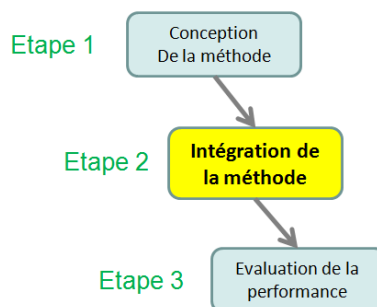 Etape 1
Conception
De la méthode
Etape 2
Intégration de
la méthode
Etape 3
Evaluation de la
performance